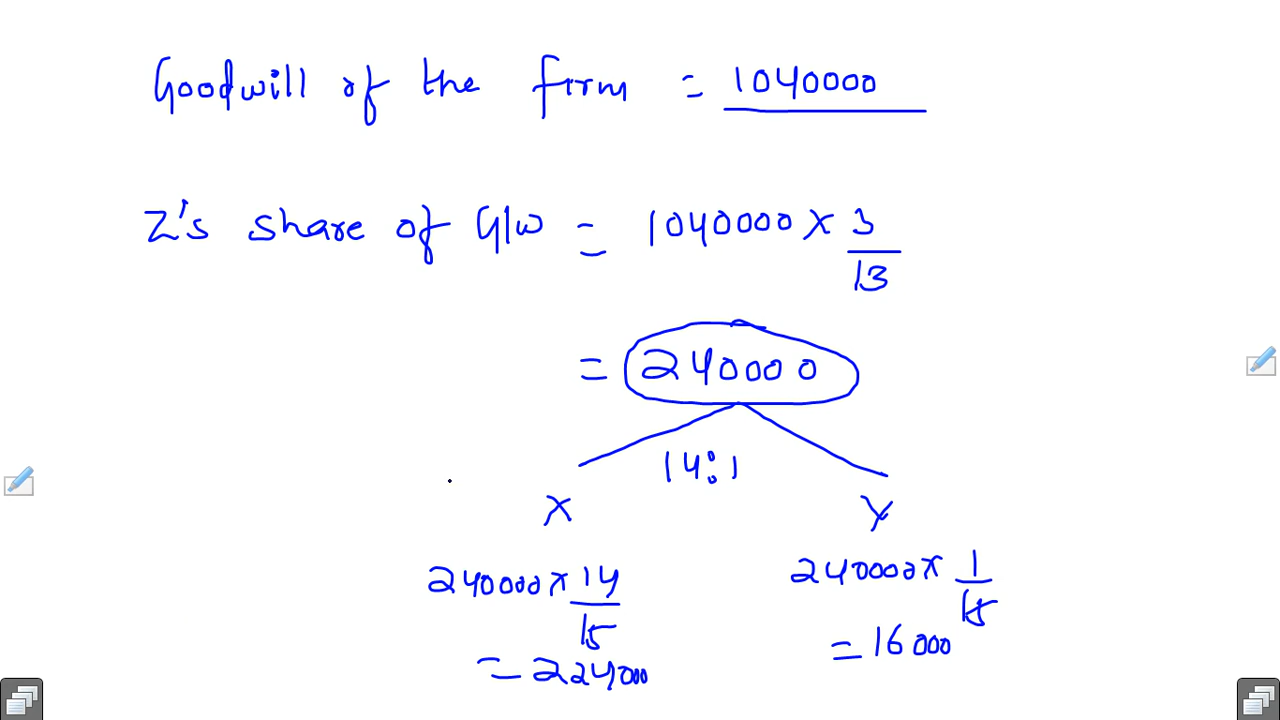 Goodwill of the firm = 1040000
Z's share of G/W = 1040000 × 3/13
= 240000
14:1
X Y
240000 × 14/15 240000 × 1/15
= 224000 = 16000